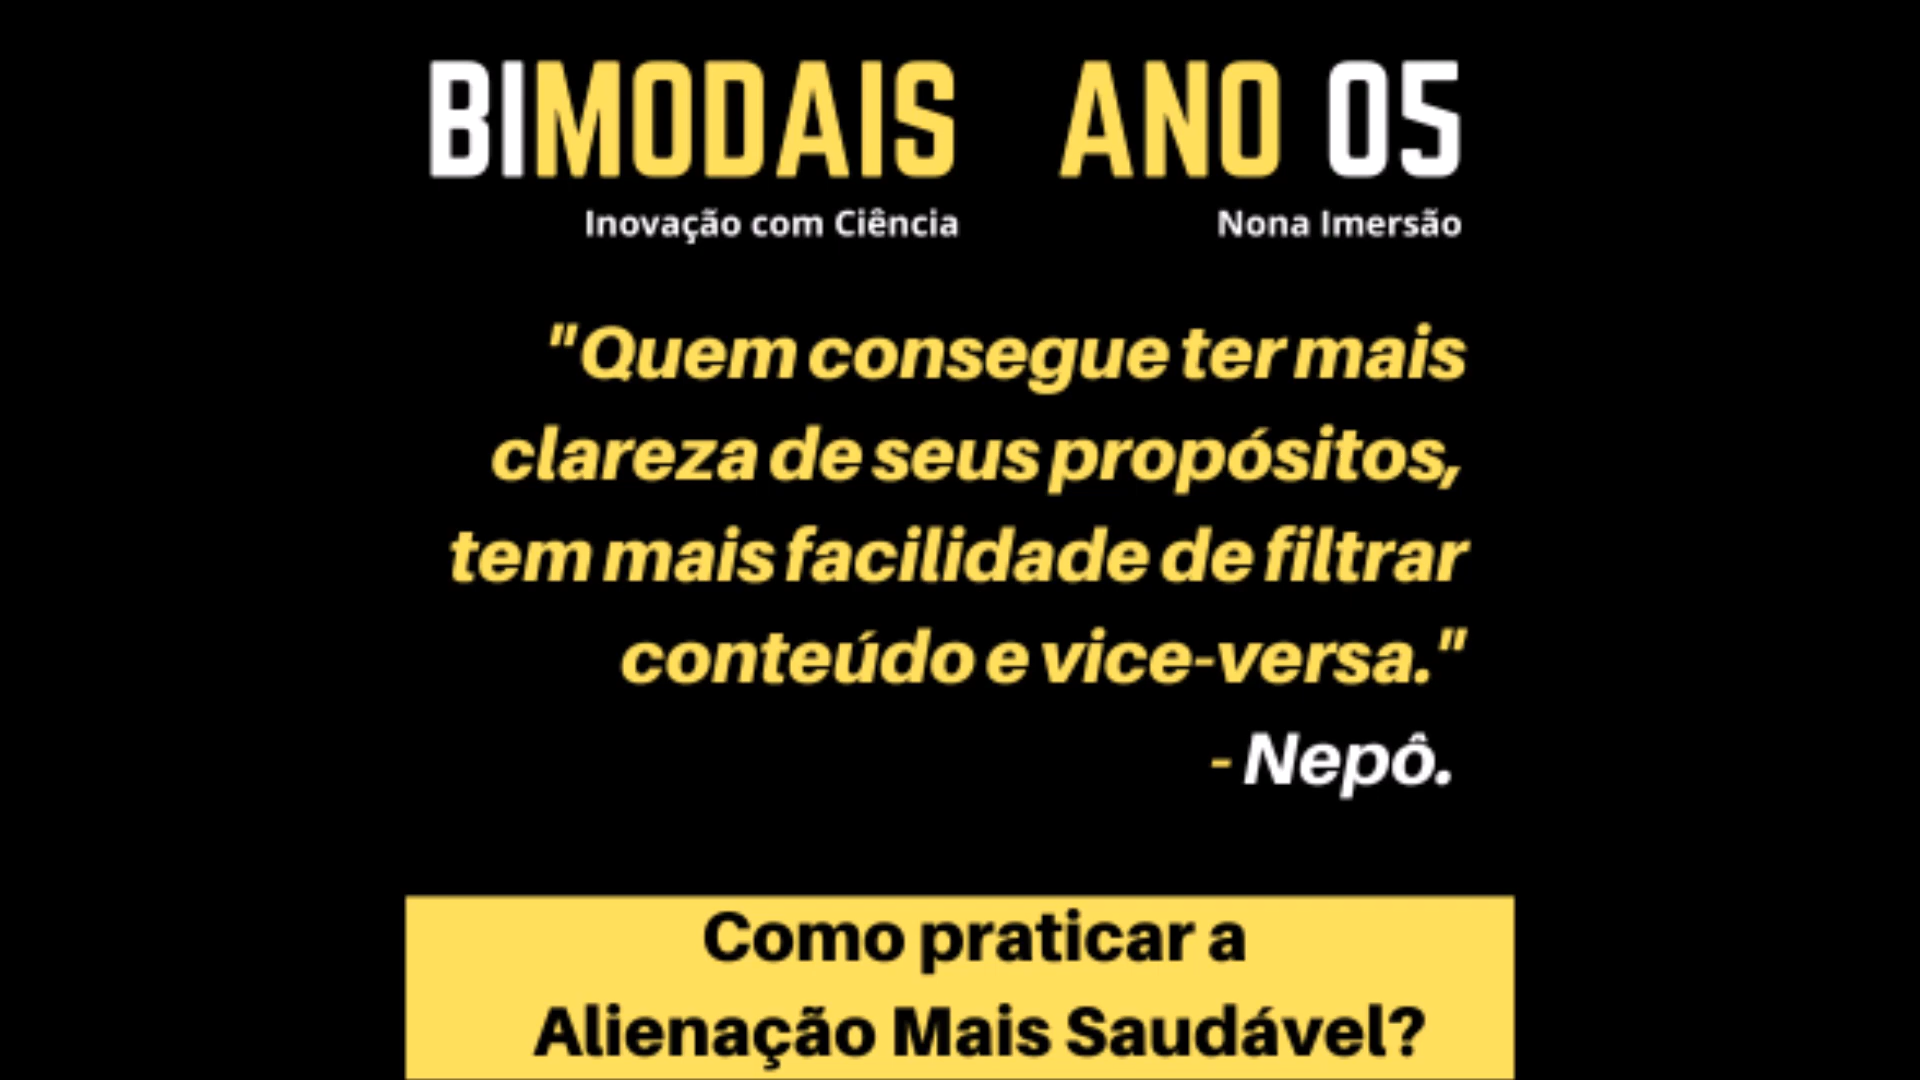 BIMODAIS ANO 05
Inovação com Ciência Nona Imersão
"Quem consegue ter mais
clareza de seus propósitos,
tem mais facilidade de filtrar
conteúdo e vice-versa."
- Nepô.
Como praticar a
Alienação Mais Saudável?